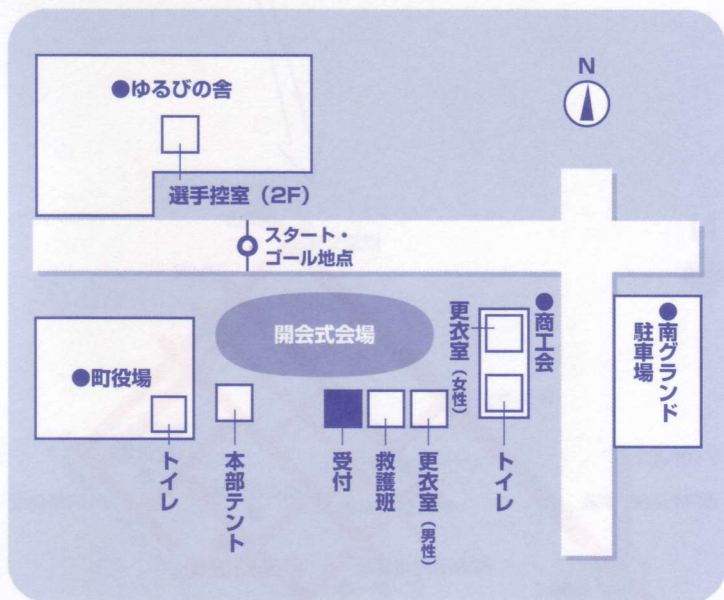 ●ゆるびの舎
選手控室（2F）
N
スタート・
ゴール地点
開会式会場
●町役場
トイレ
本部テント
受付
救護班
更衣室（男性）
更衣室（女性）
●商工会
トイレ
●南グランド
駐車場